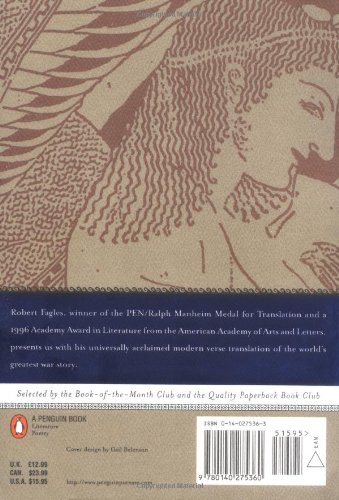 Robert Fagles, winner of the PEN/Ralph Manheim Medal for Translation and a
1996 Academy Award in Literature from the American Academy of Arts and Letters,
presents us with his universally acclaimed modern verse translation of the world's
greatest war story.
Selected by the Book-of-the-Month Club and the Quality Paperback Book Club
A PENGUIN BOOK
Literature
Poetry
Cover design by Gail Belenson
U.K. £12.99
CAN. $23.99
U.S.A. $15.95
http://www.penguinputnam.com
ISBN 0-14-027536-3
51595>
EAN
9 780140 275360